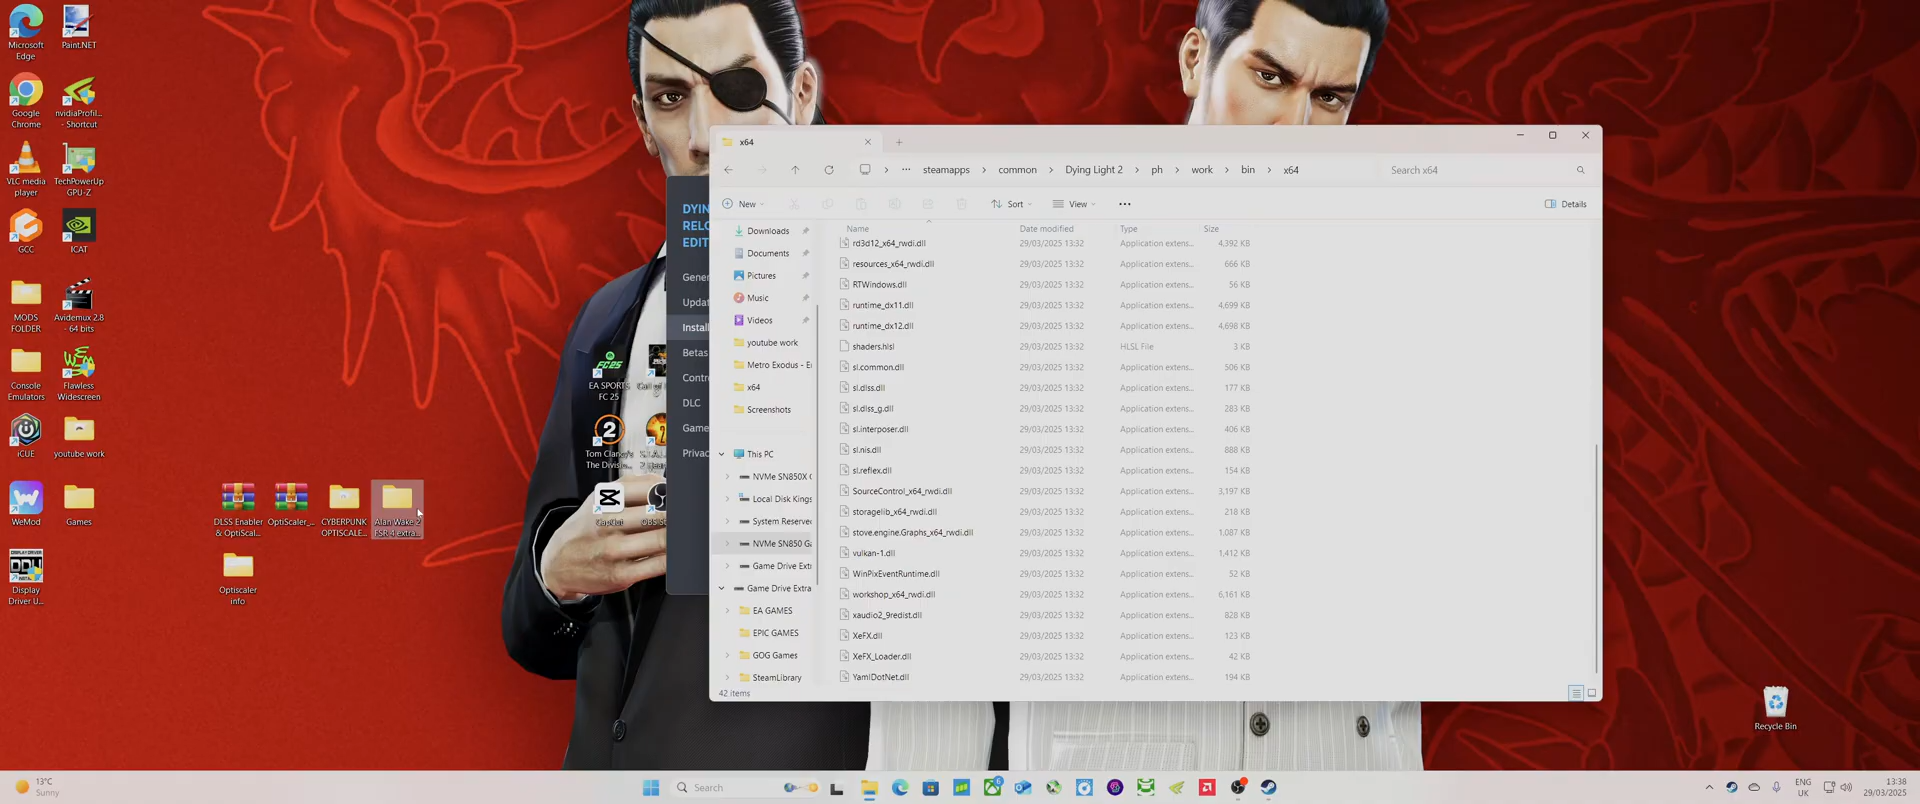 Microsoft
Edge
Paint.NET
Google
Chrome
nvidiaProfil...
- Shortcut
VLC media
player
TechPowerUp
GPU-Z
GCC
ICAT
MODS
FOLDER
Avidemux 2.8
- 64 bits
Console
Emulators
Flawless
Widescreen
iCUE
youtube work
WeMod
Games
Display
Driver U...
DLSS Enabler
& OptiScal...
OptiScaler_...
CYBERPUNK
OPTISCALE...
Alan Wake 2
FSR 4 extra...
Optiscaler
info
EA SPORTS
FC 25
Tom Clancy's
The Divisio...
CapCut
DYIN
RELO
EDIT
Gener
Updat
Install
Betas
Contro
DLC
Game
Privac
x64
steamapps
common
Dying Light 2
ph
work
bin
x64
Search x64
New
Sort
View
Details
Downloads
Documents
Pictures
Music
Videos
youtube work
Metro Exodus - E
x64
Screenshots
This PC
NVMe SN850X
Local Disk Kings
System Reserved
NVMe SN850 Ga
Game Drive Extr
Game Drive Extra
EA GAMES
EPIC GAMES
GOG Games
SteamLibrary
Name Date modified Type Size
rd3d12_x64_rwdi.dll 29/03/2025 13:32 Application extens... 4,392 KB
resources_x64_rwdi.dll 29/03/2025 13:32 Application extens... 666 KB
RTWindows.dll 29/03/2025 13:32 Application extens... 56 KB
runtime_dx11.dll 29/03/2025 13:32 Application extens... 4,699 KB
runtime_dx12.dll 29/03/2025 13:32 Application extens... 4,698 KB
shaders.hlsl 29/03/2025 13:32 HLSL File 3 KB
sl.common.dll 29/03/2025 13:32 Application extens... 506 KB
sl.dlss.dll 29/03/2025 13:32 Application extens... 177 KB
sl.dlss_g.dll 29/03/2025 13:32 Application extens... 283 KB
sl.interposer.dll 29/03/2025 13:32 Application extens... 406 KB
sl.nis.dll 29/03/2025 13:32 Application extens... 888 KB
sl.reflex.dll 29/03/2025 13:32 Application extens... 154 KB
SourceControl_x64_rwdi.dll 29/03/2025 13:32 Application extens... 3,197 KB
storagelib_x64_rwdi.dll 29/03/2025 13:32 Application extens... 218 KB
stove.engine.Graphs_x64_rwdi.dll 29/03/2025 13:32 Application extens... 1,087 KB
vulkan-1.dll 29/03/2025 13:32 Application extens... 1,412 KB
WinPixEventRuntime.dll 29/03/2025 13:32 Application extens... 52 KB
workshop_x64_rwdi.dll 29/03/2025 13:32 Application extens... 6,161 KB
xaudio2_9redist.dll 29/03/2025 13:32 Application extens... 828 KB
XeFX.dll 29/03/2025 13:32 Application extens... 123 KB
XeFX_Loader.dll 29/03/2025 13:32 Application extens... 42 KB
YamlDotNet.dll 29/03/2025 13:32 Application extens... 194 KB
42 items
Recycle Bin
13°C
Sunny
Search
6
ENG
UK
13:38
29/03/2025